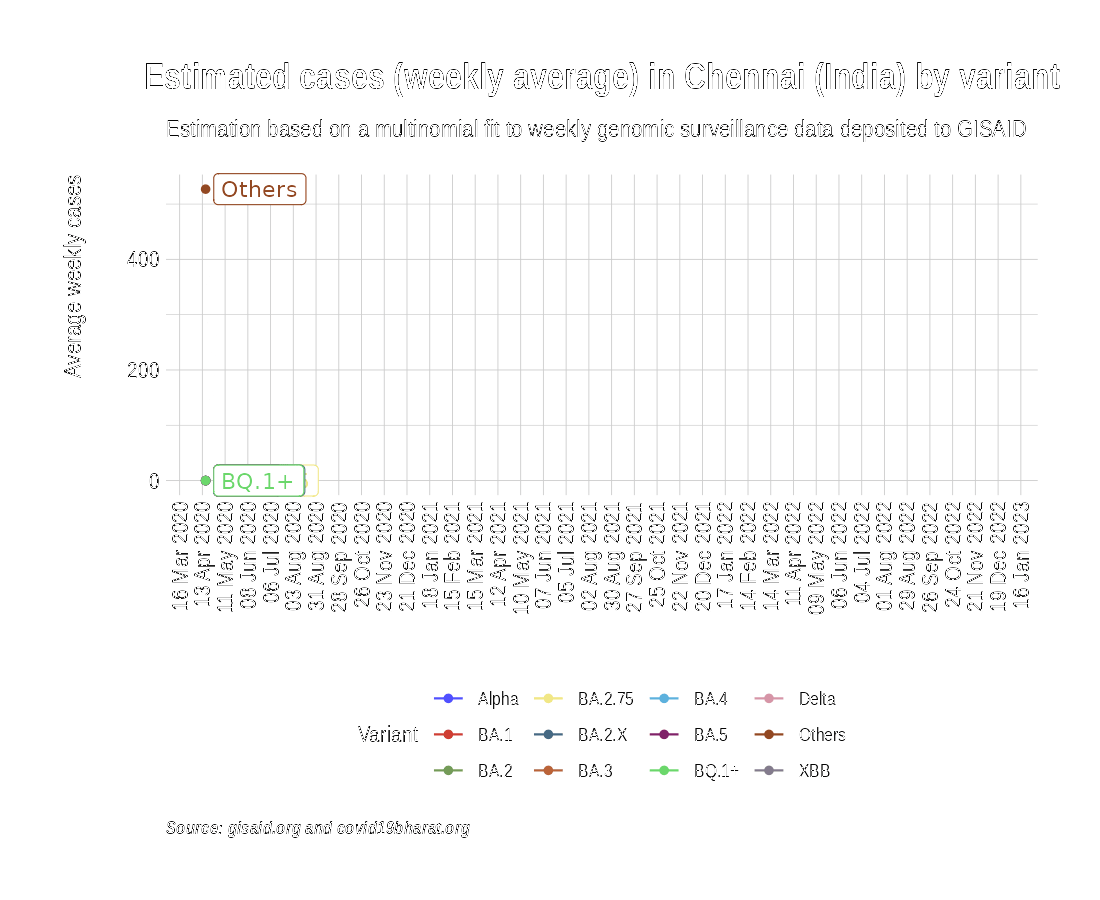 Estimated cases (weekly average) in Chennai (India) by variant
Estimation based on a multinomial fit to weekly genomic surveillance data deposited to GISAID
Average weekly cases
Others
400
200
0
BQ.1+
16 Mar 2020
13 Apr 2020
11 May 2020
08 Jun 2020
06 Jul 2020
03 Aug 2020
31 Aug 2020
28 Sep 2020
26 Oct 2020
23 Nov 2020
21 Dec 2020
18 Jan 2021
15 Feb 2021
15 Mar 2021
12 Apr 2021
10 May 2021
07 Jun 2021
05 Jul 2021
02 Aug 2021
30 Aug 2021
27 Sep 2021
25 Oct 2021
22 Nov 2021
20 Dec 2021
17 Jan 2022
14 Feb 2022
14 Mar 2022
11 Apr 2022
09 May 2022
06 Jun 2022
04 Jul 2022
01 Aug 2022
29 Aug 2022
26 Sep 2022
24 Oct 2022
21 Nov 2022
19 Dec 2022
16 Jan 2023
Variant
Alpha
BA.1
BA.2
BA.2.75
BA.2.X
BA.3
BA.4
BA.5
BQ.1+
Delta
Others
XBB
Source: gisaid.org and covid19bharat.org